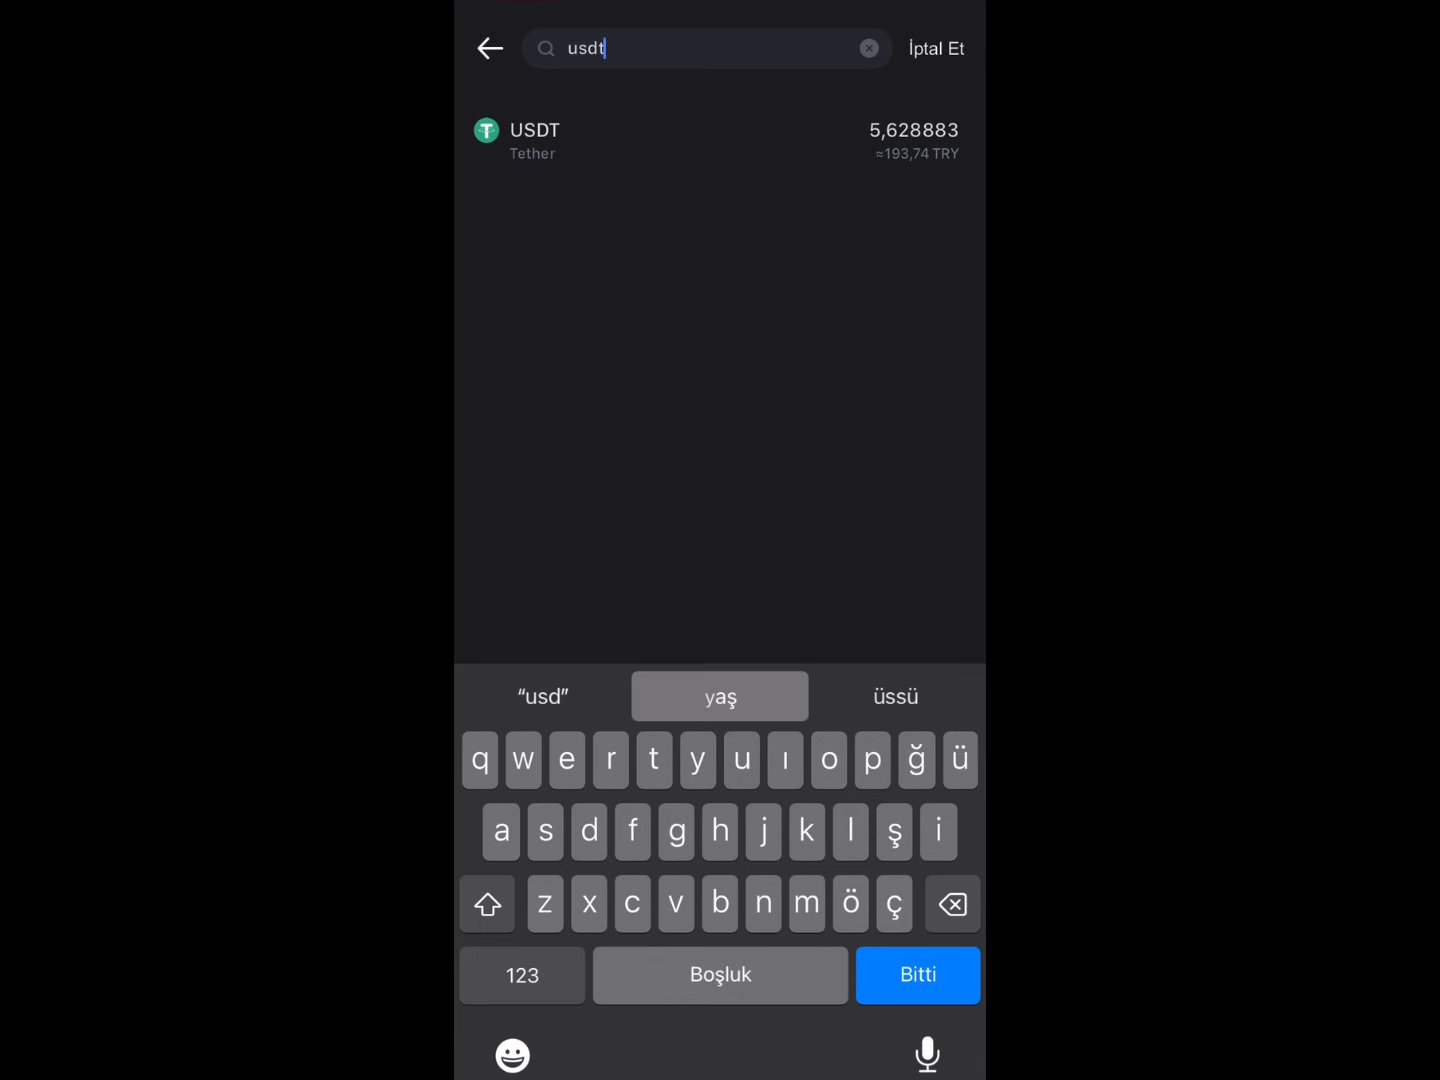 usdt İptal Et
USDT 5,628883
Tether ≈193,74 TRY
“usd” yaş üssü
q w e r t y u ı o p ğ ü
a s d f g h j k l ş i
z x c v b n m ö ç
123 Boşluk Bitti